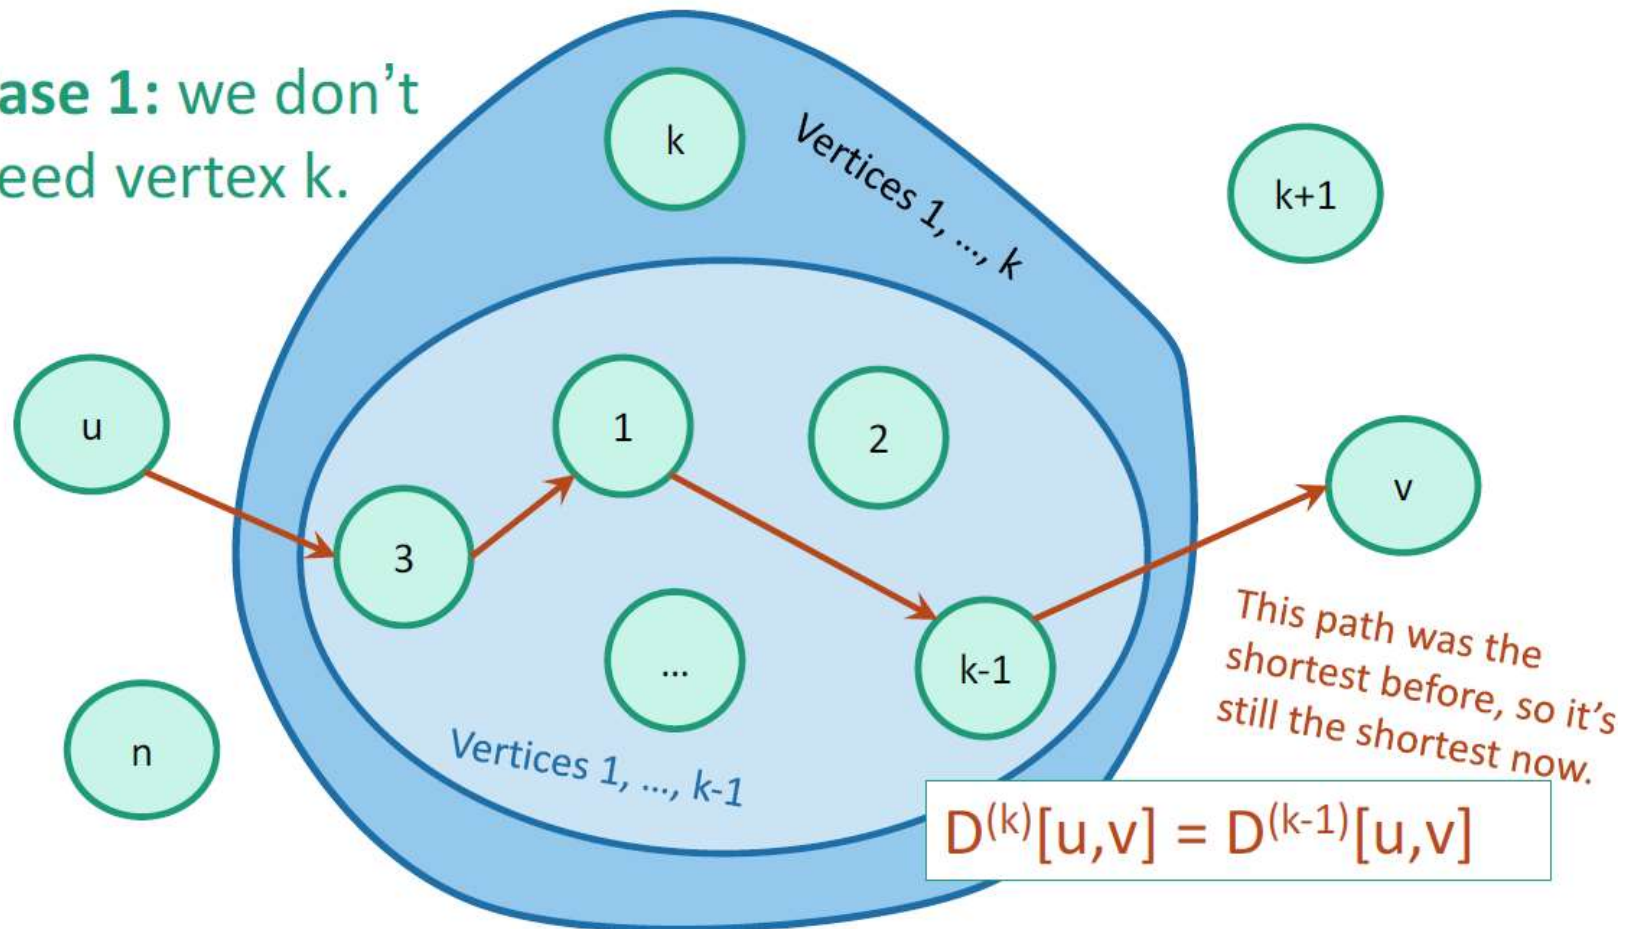 ase 1: we don't
eed vertex k.
k
Vertices 1, ..., k
k+1
u
1
2
v
3
...
k-1
n
Vertices 1, ..., k-1
This path was the
shortest before, so it's
still the shortest now.
D^(k)[u,v] = D^(k-1)[u,v]